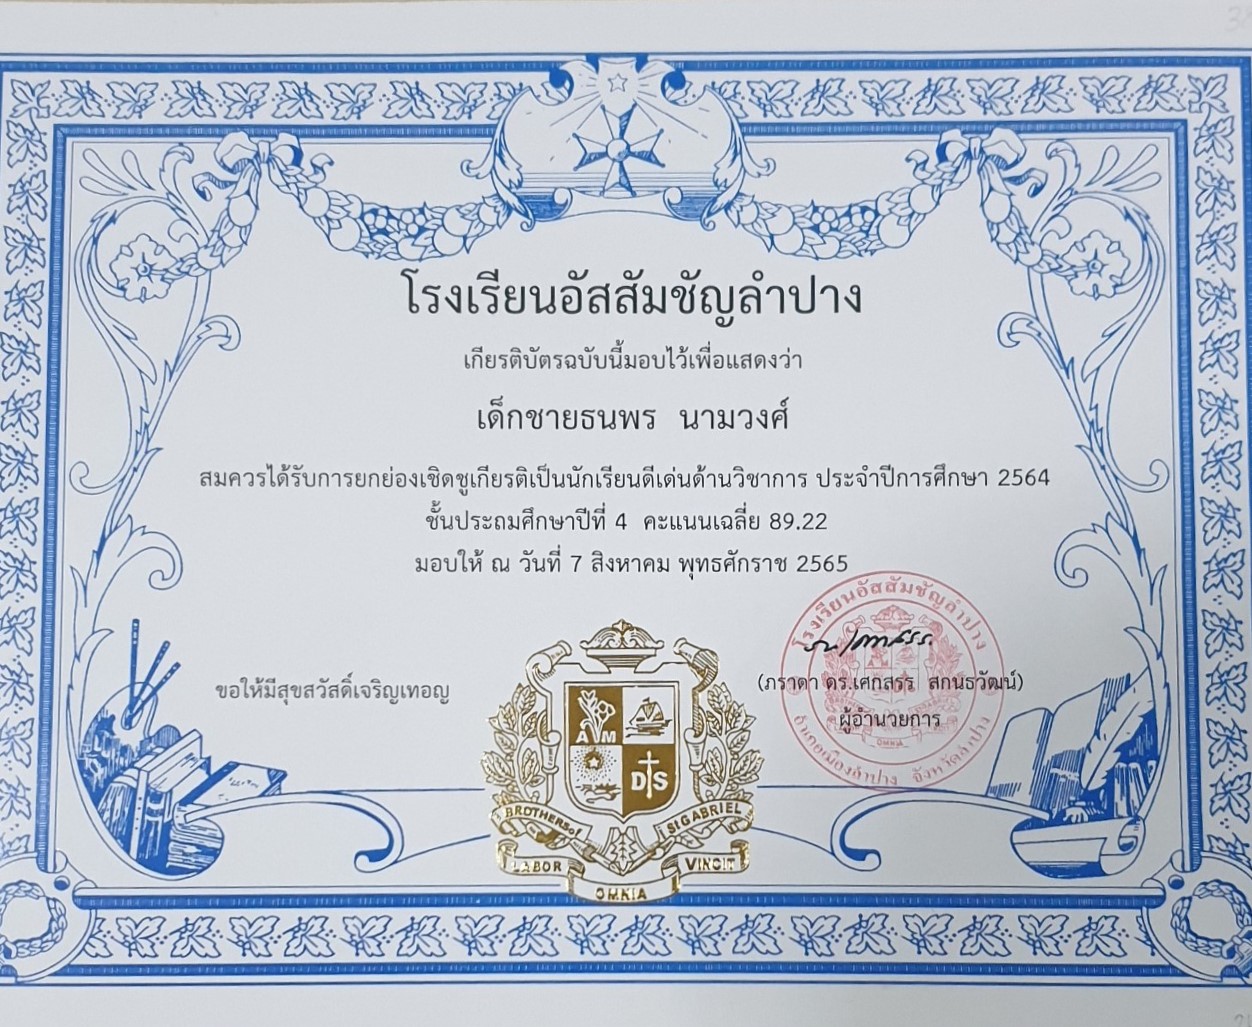 โรงเรียนอัสสัมชัญลำปาง
เกียรติบัตรฉบับนี้มอบไว้เพื่อแสดงว่า
เด็กชายธนพร นามวงศ์
สมควรได้รับการยกย่องเชิดชูเกียรติเป็นนักเรียนดีเด่นด้านวิชาการ ประจำปีการศึกษา 2564
ชั้นประถมศึกษาปีที่ 4 คะแนนเฉลี่ย 89.22
มอบให้ ณ วันที่ 7 สิงหาคม พุทธศักราช 2565
โรงเรียนอัสสัมชัญลำปาง
ขอให้มีสุขสวัสดิ์เจริญเทอญ
(ภราดา ดร.เศกสรร สกนธวัฒน์)
ผู้อำนวยการ
OMNIA
อำเภอเมืองลำปาง จังหวัดลำปาง
A M
D S
BROTHERS of ST GABRIEL
LABOR OMNIA VINCIT